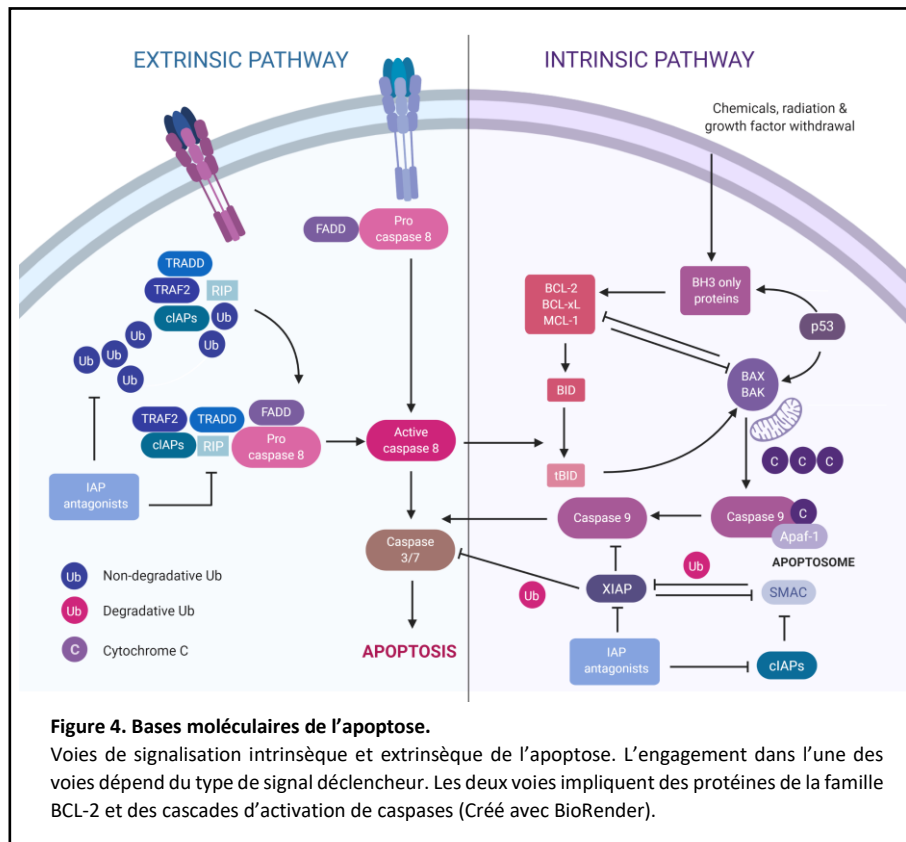 EXTRINSIC PATHWAY
INTRINSIC PATHWAY
Chemicals, radiation &
growth factor withdrawal
FADD
Pro
caspase 8
TRADD
TRAF2
RIP
cIAPs
Ub
Ub
Ub
Ub
Ub
Ub
BCL-2
BCL-xL
MCL-1
BH3 only
proteins
p53
BAX
BAK
BID
tBID
C
C
C
TRAF2
TRADD
FADD
cIAPs
RIP
Pro
caspase 8
Active
caspase 8
IAP
antagonists
Caspase
3/7
Caspase 9
Caspase 9
C
Apaf-1
APOPTOSOME
Ub
Ub
XIAP
SMAC
IAP
antagonists
cIAPs
APOPTOSIS
Ub Non-degradative Ub
Ub Degradative Ub
C Cytochrome C
Figure 4. Bases moléculaires de l’apoptose.
Voies de signalisation intrinsèque et extrinsèque de l’apoptose. L’engagement dans l’une des
voies dépend du type de signal déclencheur. Les deux voies impliquent des protéines de la famille
BCL-2 et des cascades d’activation de caspases (Créé avec BioRender).